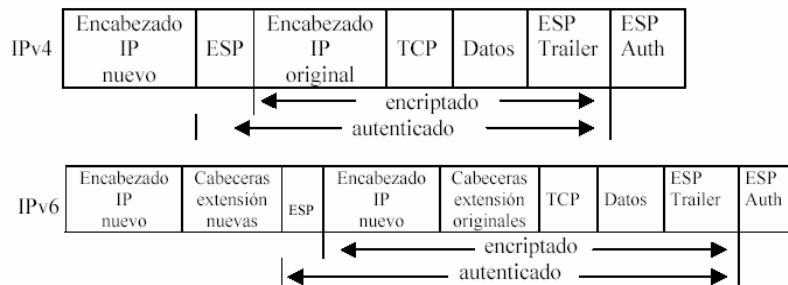 Encabezado IP nuevo
ESP
Encabezado IP original
TCP
Datos
ESP Trailer
ESP Auth
IPv4
encriptado
autenticado
Encabezado IP nuevo
Cabeceras extensión nuevas
ESP
Encabezado IP nuevo
Cabeceras extensión originales
TCP
Datos
ESP Trailer
ESP Auth
IPv6
encriptado
autenticado